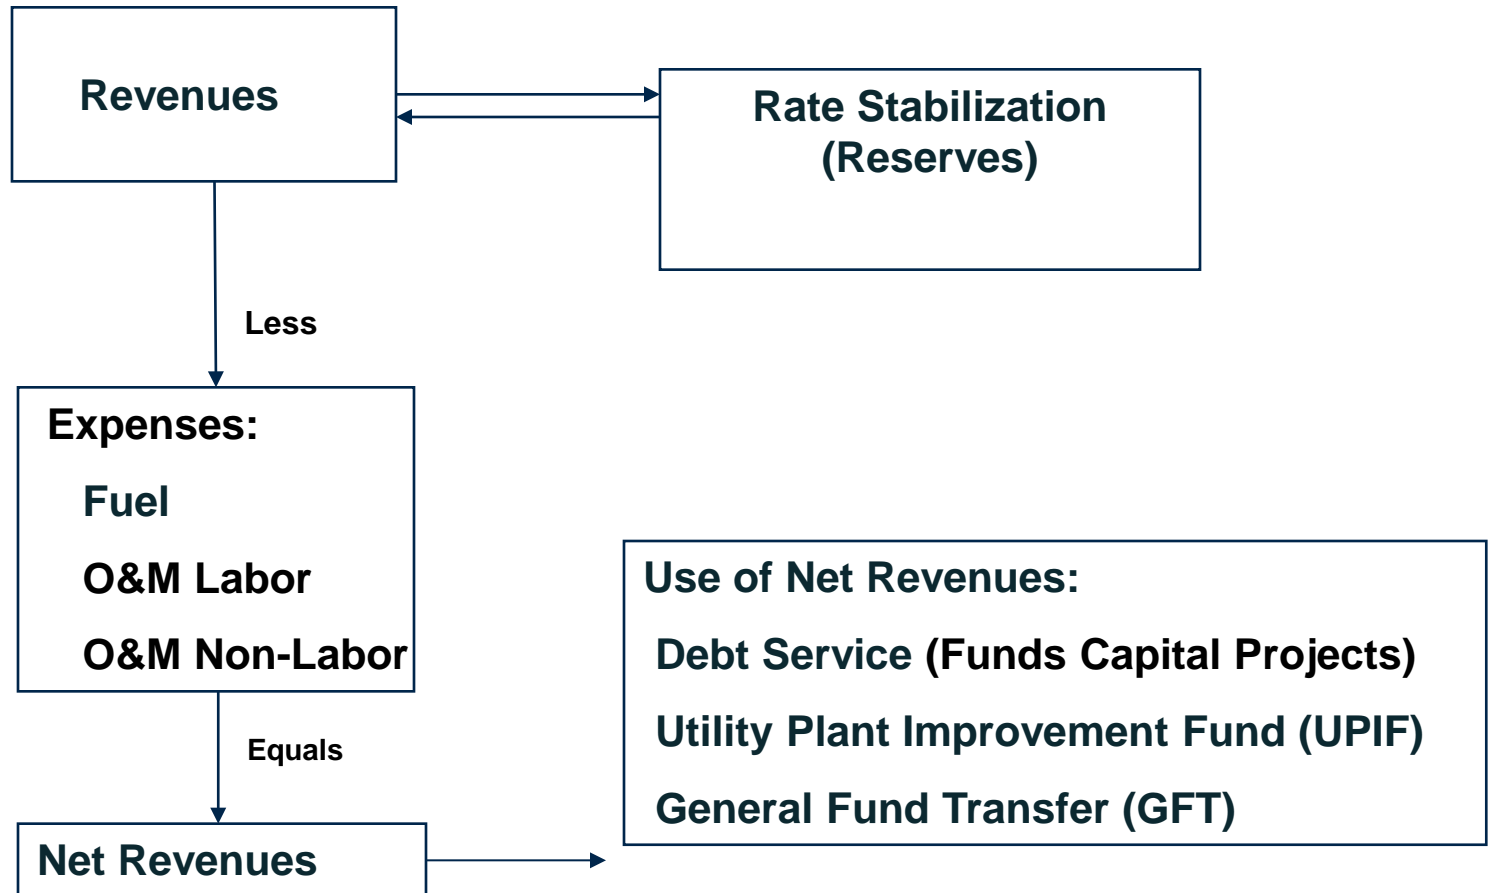 Revenues
Rate Stabilization
(Reserves)
Less
Expenses:
Fuel
O&M Labor
O&M Non-Labor
Equals
Net Revenues
Use of Net Revenues:
Debt Service (Funds Capital Projects)
Utility Plant Improvement Fund (UPIF)
General Fund Transfer (GFT)